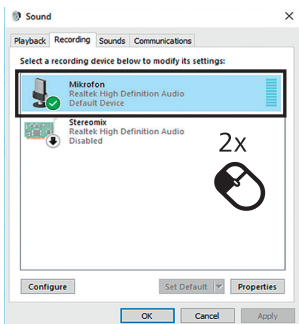 Sound
Playback Recording Sounds Communications
Select a recording device below to modify its settings:
Mikrofon
Realtek High Definition Audio
Default Device
Stereomix
Realtek High Definition Audio
Disabled
2x
Configure Set Default Properties
OK Cancel Apply